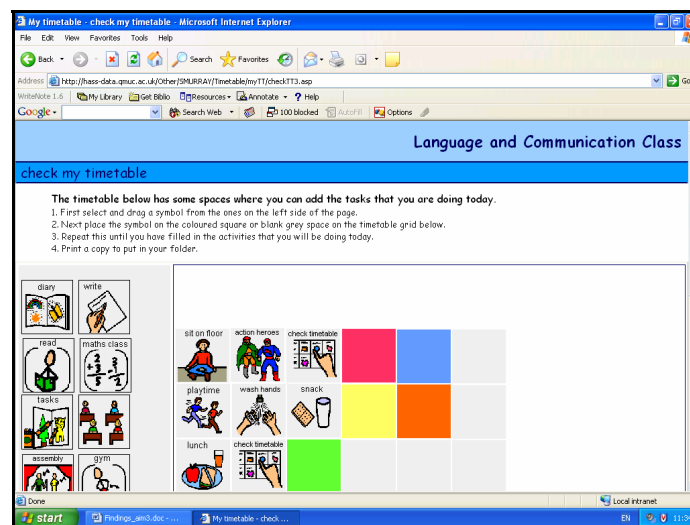 My timetable - check my timetable - Microsoft Internet Explorer
File Edit View Favorites Tools Help
Back Search Favorites
Address http://hass-data.qmuc.ac.uk/Other/SMURRAY/Timetable/myTT/checkTT3.asp Go
WriteNote 1.6 My Library Get Biblio Resources Annotate ? Help
Google Search Web 100 blocked AutoFill Options
Language and Communication Class
check my timetable
The timetable below has some spaces where you can add the tasks that you are doing today.
1. First select and drag a symbol from the ones on the left side of the page.
2. Next place the symbol on the coloured square or blank grey space on the timetable grid below.
3. Repeat this until you have filled in the activities that you will be doing today.
4. Print a copy to put in your folder.
diary write
read maths class
tasks
assembly gym
sit on floor action heroes check timetable
playtime wash hands snack
lunch check timetable
Done Local intranet
start Findings_aim3.doc - ... My timetable - check ... EN